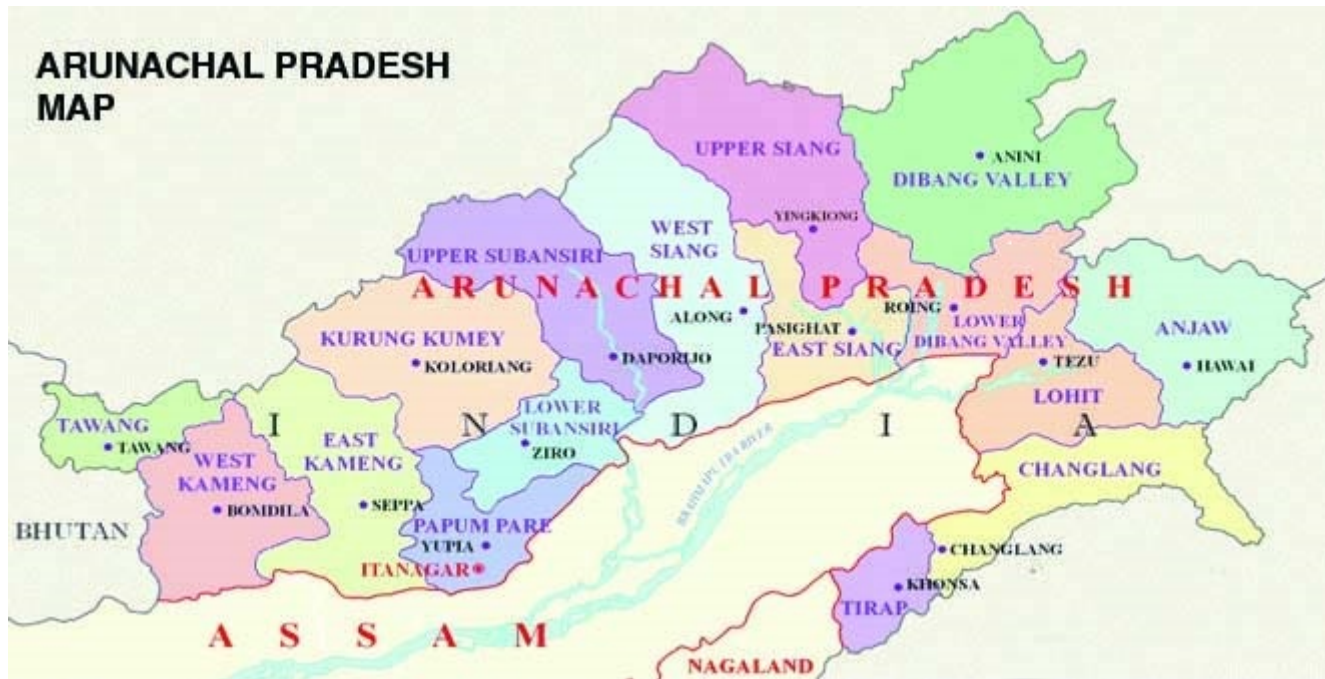 ARUNACHAL PRADESH
MAP
UPPER SIANG
ANINI
DIBANG VALLEY
YINGKIONG
WEST
SIANG
UPPER SUBANSIRI
ARUNACHAL PRADESH
ALONG
PASIGHAT
EAST SIANG
ROING
LOWER
DIBANG VALLEY
ANJAW
HAWAI
TEZU
LOHIT
KURUNG KUMEY
KOLORIANG
DAPORIJO
LOWER
SUBANSIRI
ZIRO
TAWANG
TAWANG
I N D I A
EAST
KAMENG
SEPPA
WEST
KAMENG
BOMDILA
BHUTAN
PAPUM PARE
YUPIA
ITANAGAR
BRAHMAPUTRA RIVER
CHANGLANG
CHANGLANG
KHONSA
TIRAP
ASSAM
NAGALAND